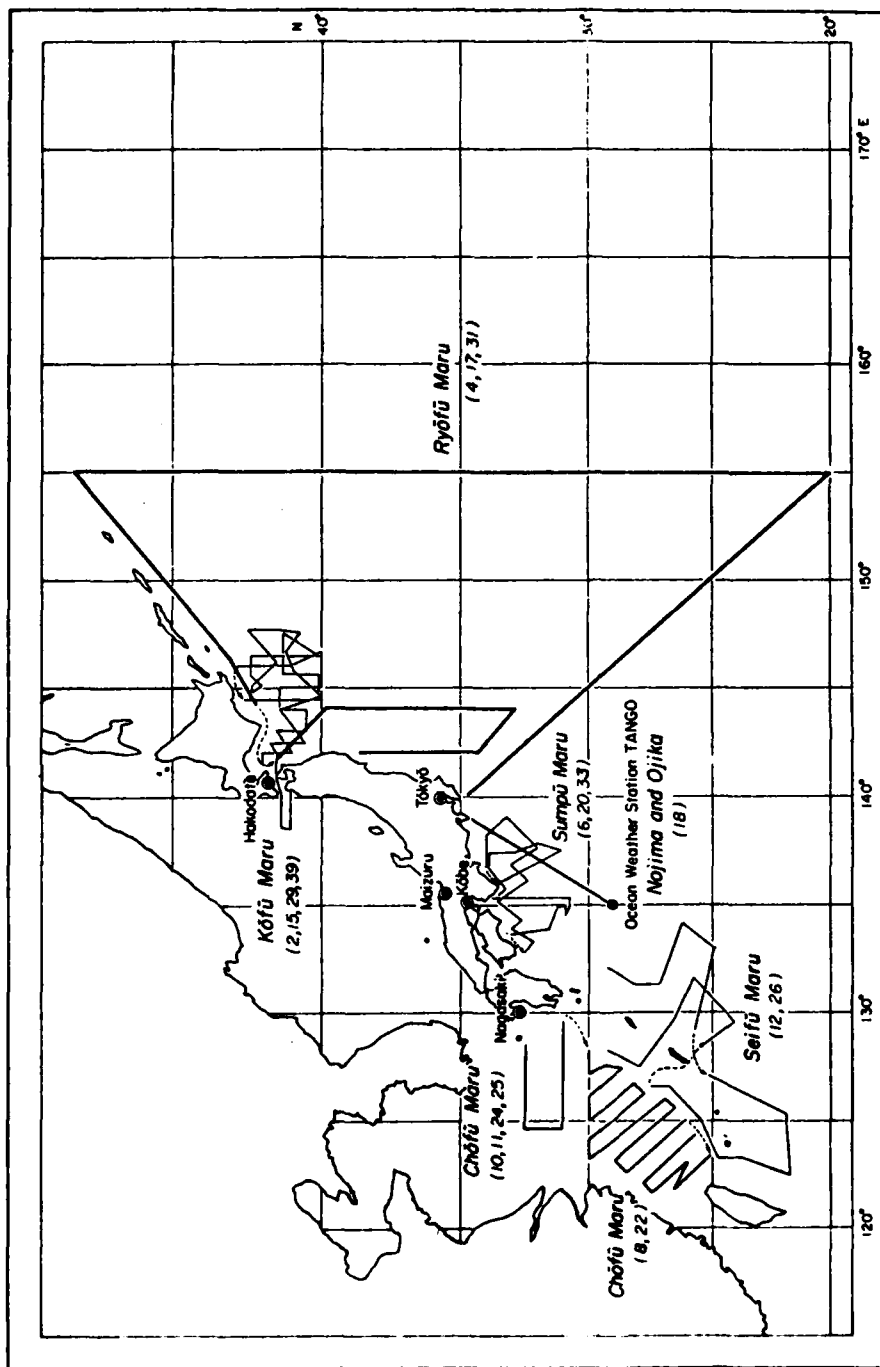 N
40°
30°
20°
Ryōfū Maru
(4, 17, 31)
Hakodate
Kōfū Maru
(2, 15, 29, 39)
Tōkyō
Maizuru
Kōbe
Sumpū Maru
(6, 20, 33)
Ocean Weather Station TANGO
Nojima and Ojika
(18)
Nagasaki
Chōfū Maru
(10, 11, 24, 25)
Seifū Maru
(12, 26)
Chōfū Maru
(8, 22)
120°
130°
140°
150°
160°
170° E